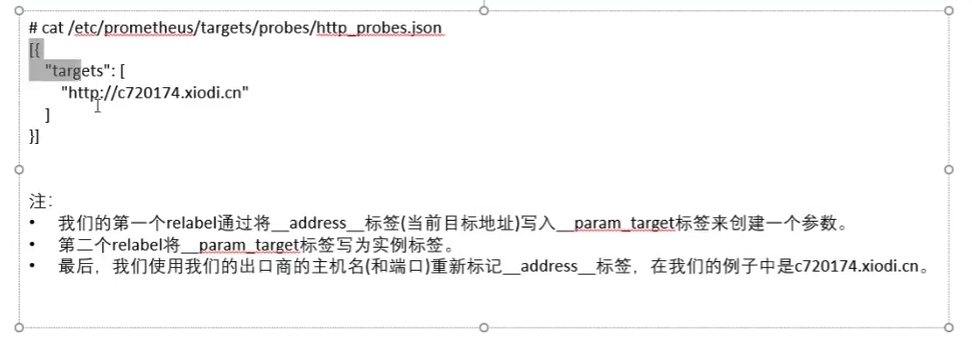 # cat /etc/prometheus/targets/probes/http_probes.json
[{
"targets": [
"http://c720174.xiodi.cn"
]
}]
注：
• 我们的第一个relabel通过将__address__标签(当前目标地址)写入__param_target标签来创建一个参数。
• 第二个relabel将__param_target标签写为实例标签。
• 最后，我们使用我们的出口商的主机名(和端口)重新标记__address__标签，在我们的例子中是c720174.xiodi.cn。